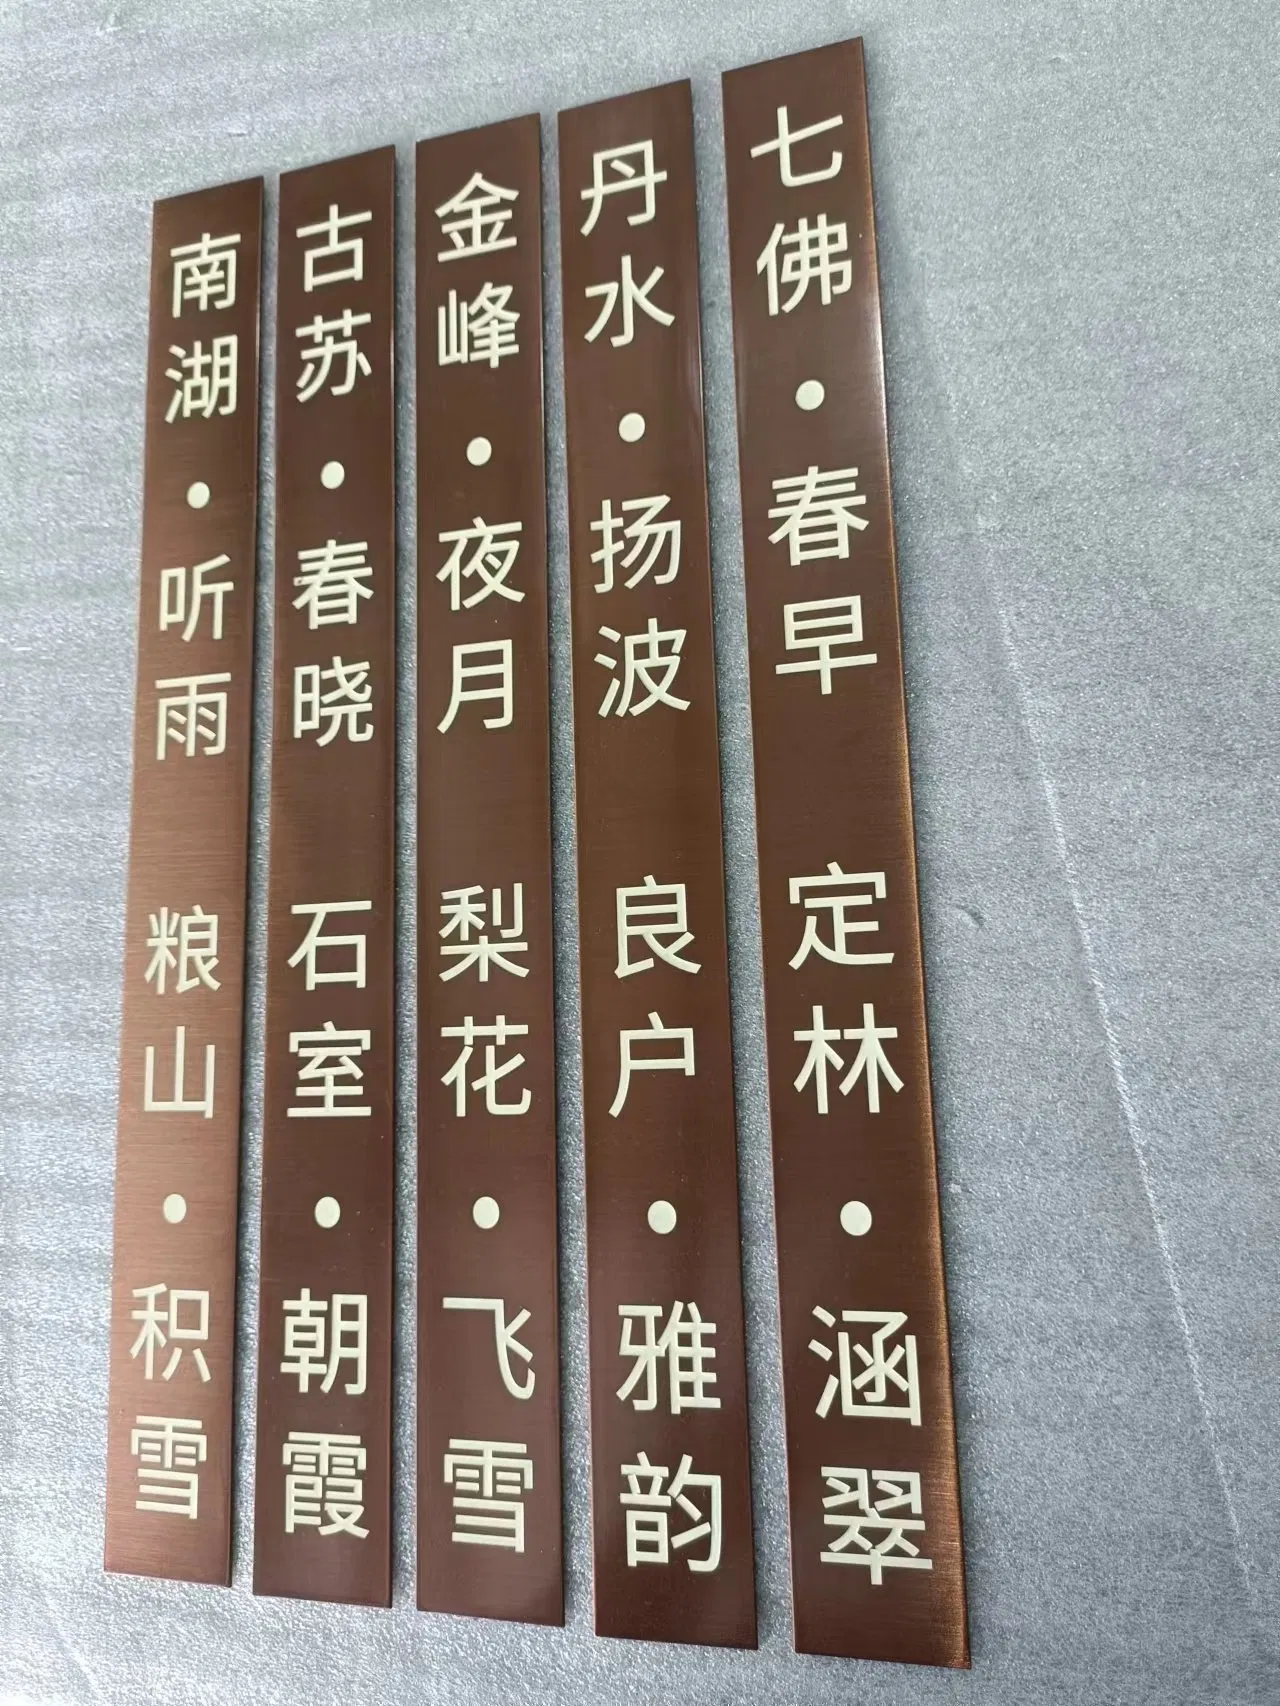 七佛·春早 定林·涵翠
丹水·扬波 良户·雅韵
金峰·夜月 梨花·飞雪
古苏·春晓 石室·朝霞
南湖·听雨 粮山·积雪